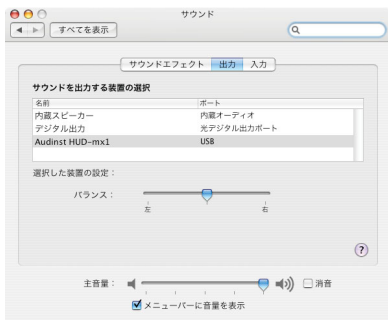 サウンド
すべてを表示
サウンドエフェクト 出力 入力
サウンドを出力する装置の選択
名前 ポート
内蔵スピーカー 内蔵オーディオ
デジタル出力 光デジタル出力ポート
Audinst HUD-mx1 USB
選択した装置の設定：
バランス：
左 右
?
主音量： 消音
メニューバーに音量を表示